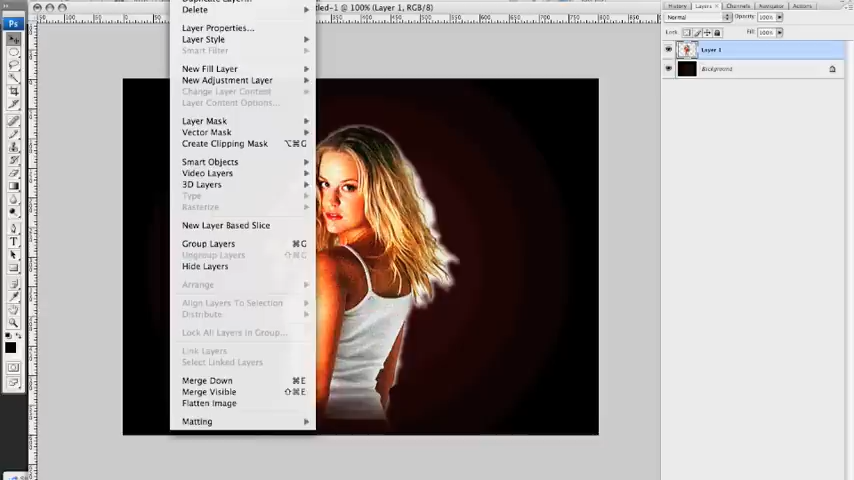 ntitled-1 @ 100% (Layer 1, RGB/8)
Duplicate Layer...
Delete
Layer Properties...
Layer Style
Smart Filter
New Fill Layer
New Adjustment Layer
Change Layer Content
Layer Content Options...
Layer Mask
Vector Mask
Create Clipping Mask ⌥⌘G
Smart Objects
Video Layers
3D Layers
Type
Rasterize
New Layer Based Slice
Group Layers ⌘G
Ungroup Layers ⇧⌘G
Hide Layers
Arrange
Align Layers To Selection
Distribute
Lock All Layers in Group...
Link Layers
Select Linked Layers
Merge Down ⌘E
Merge Visible ⇧⌘E
Flatten Image
Matting
Ps
T
History Layers Channels Navigator Actions
Normal Opacity: 100%
Lock: Fill: 100%
Layer 1
Background